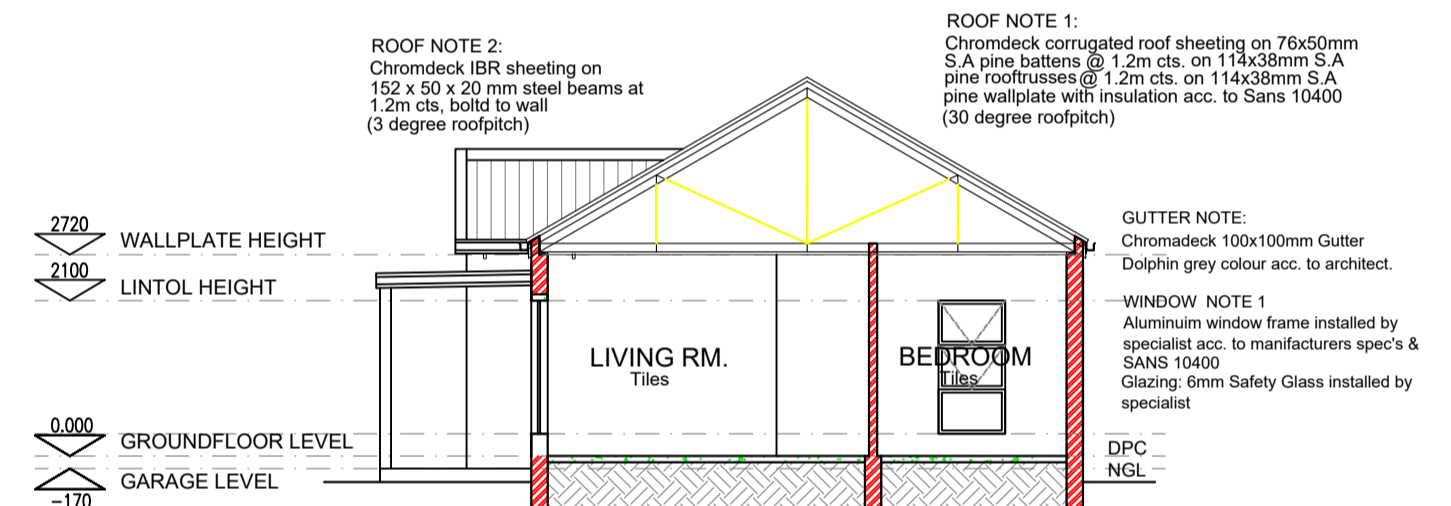 ROOF NOTE 2:
Chromdeck IBR sheeting on
152 x 50 x 20 mm steel beams at
1.2m cts, boltd to wall
(3 degree roofpitch)
ROOF NOTE 1:
Chromdeck corrugated roof sheeting on 76x50mm
S.A pine battens @ 1.2m cts. on 114x38mm S.A
pine rooftrusses @ 1.2m cts. on 114x38mm S.A
pine wallplate with insulation acc. to Sans 10400
(30 degree roofpitch)
2720
WALLPLATE HEIGHT
2100
LINTOL HEIGHT
0.000
GROUNDFLOOR LEVEL
GARAGE LEVEL
-170
LIVING RM.
Tiles
BEDROOM
Tiles
GUTTER NOTE:
Chromadeck 100x100mm Gutter
Dolphin grey colour acc. to architect.
WINDOW NOTE 1
Aluminuim window frame installed by
specialist acc. to manifacturers spec's &
SANS 10400
Glazing: 6mm Safety Glass installed by
specialist
DPC
NGL